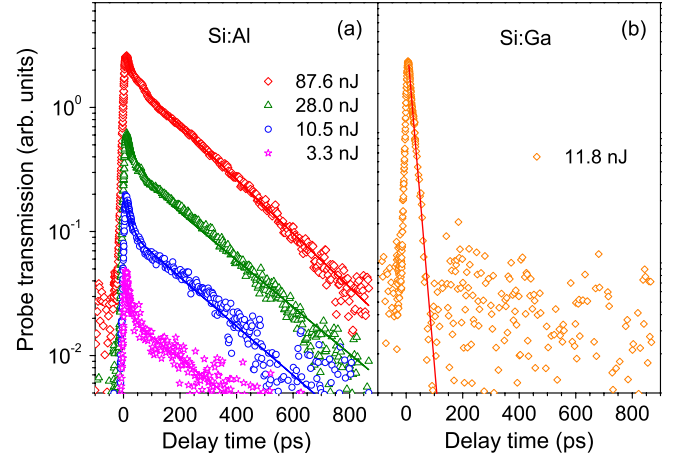 Si:Al (a)
87.6 nJ
28.0 nJ
10.5 nJ
3.3 nJ
Probe transmission (arb. units)
10^0
10^-1
10^-2
0 200 400 600 800
Delay time (ps)
Si:Ga (b)
11.8 nJ
0 200 400 600 800
Delay time (ps)